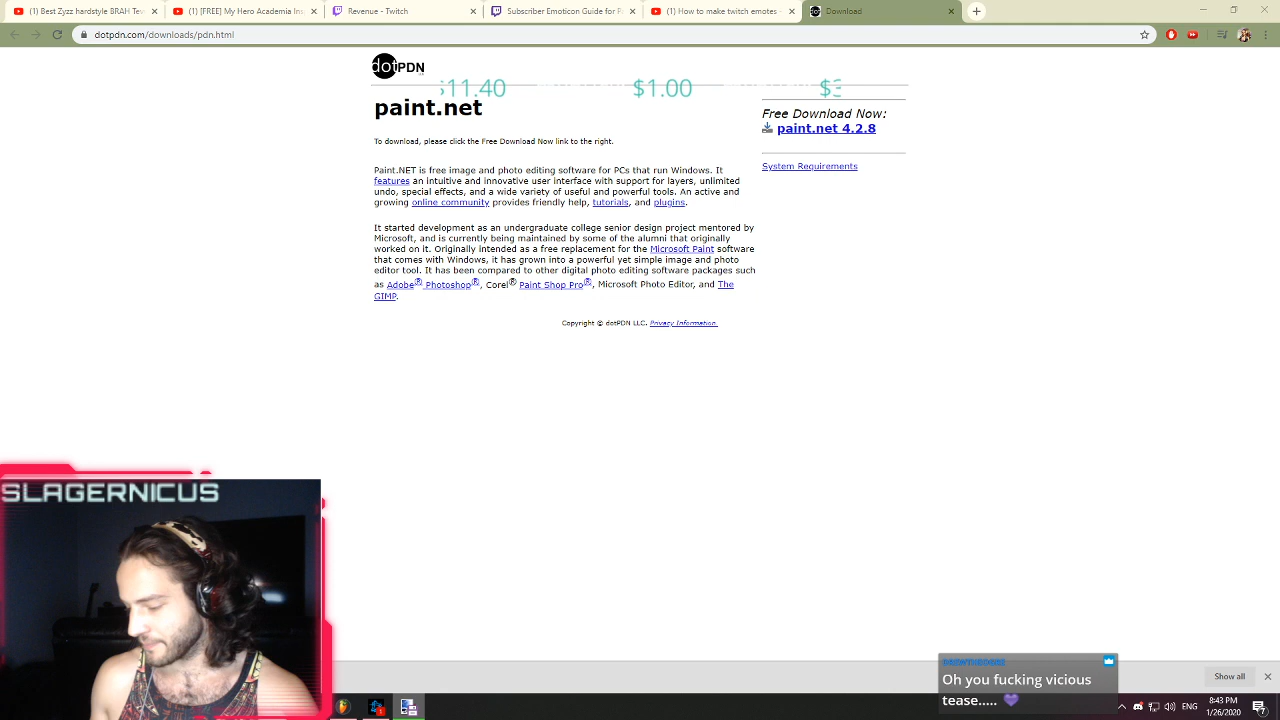 (1) Best Zyzz hardstyle BRAH Tex
(1) [FREE] My Hero Academia Ins
Revenue - Twitch
Subscriber Emoticon Guide for Pa
(1) How to make twitch emotes -
Download
dotpdn.com/downloads/pdn.html
dotPDN
$11.40
$1.00
paint.net
Free Download Now:
paint.net 4.2.8
To download, please click the Free Download Now link to the right.
System Requirements
Paint.NET is free image and photo editing software for PCs that run Windows. It
features an intuitive and innovative user interface with support for layers, unlimited
undo, special effects, and a wide variety of useful and powerful tools. An active and
growing online community provides friendly help, tutorials, and plugins.
It started development as an undergraduate college senior design project mentored by
Microsoft, and is currently being maintained by some of the alumni that originally
worked on it. Originally intended as a free replacement for the Microsoft Paint software
that comes with Windows, it has grown into a powerful yet simple image and photo
editor tool. It has been compared to other digital photo editing software packages such
as Adobe® Photoshop®, Corel® Paint Shop Pro®, Microsoft Photo Editor, and The
GIMP.
Copyright © dotPDN LLC. Privacy Information.
SLAGERNICUS
Oh you fucking vicious
tease.....
Show all
ENG
8:43 PM
1/26/2020